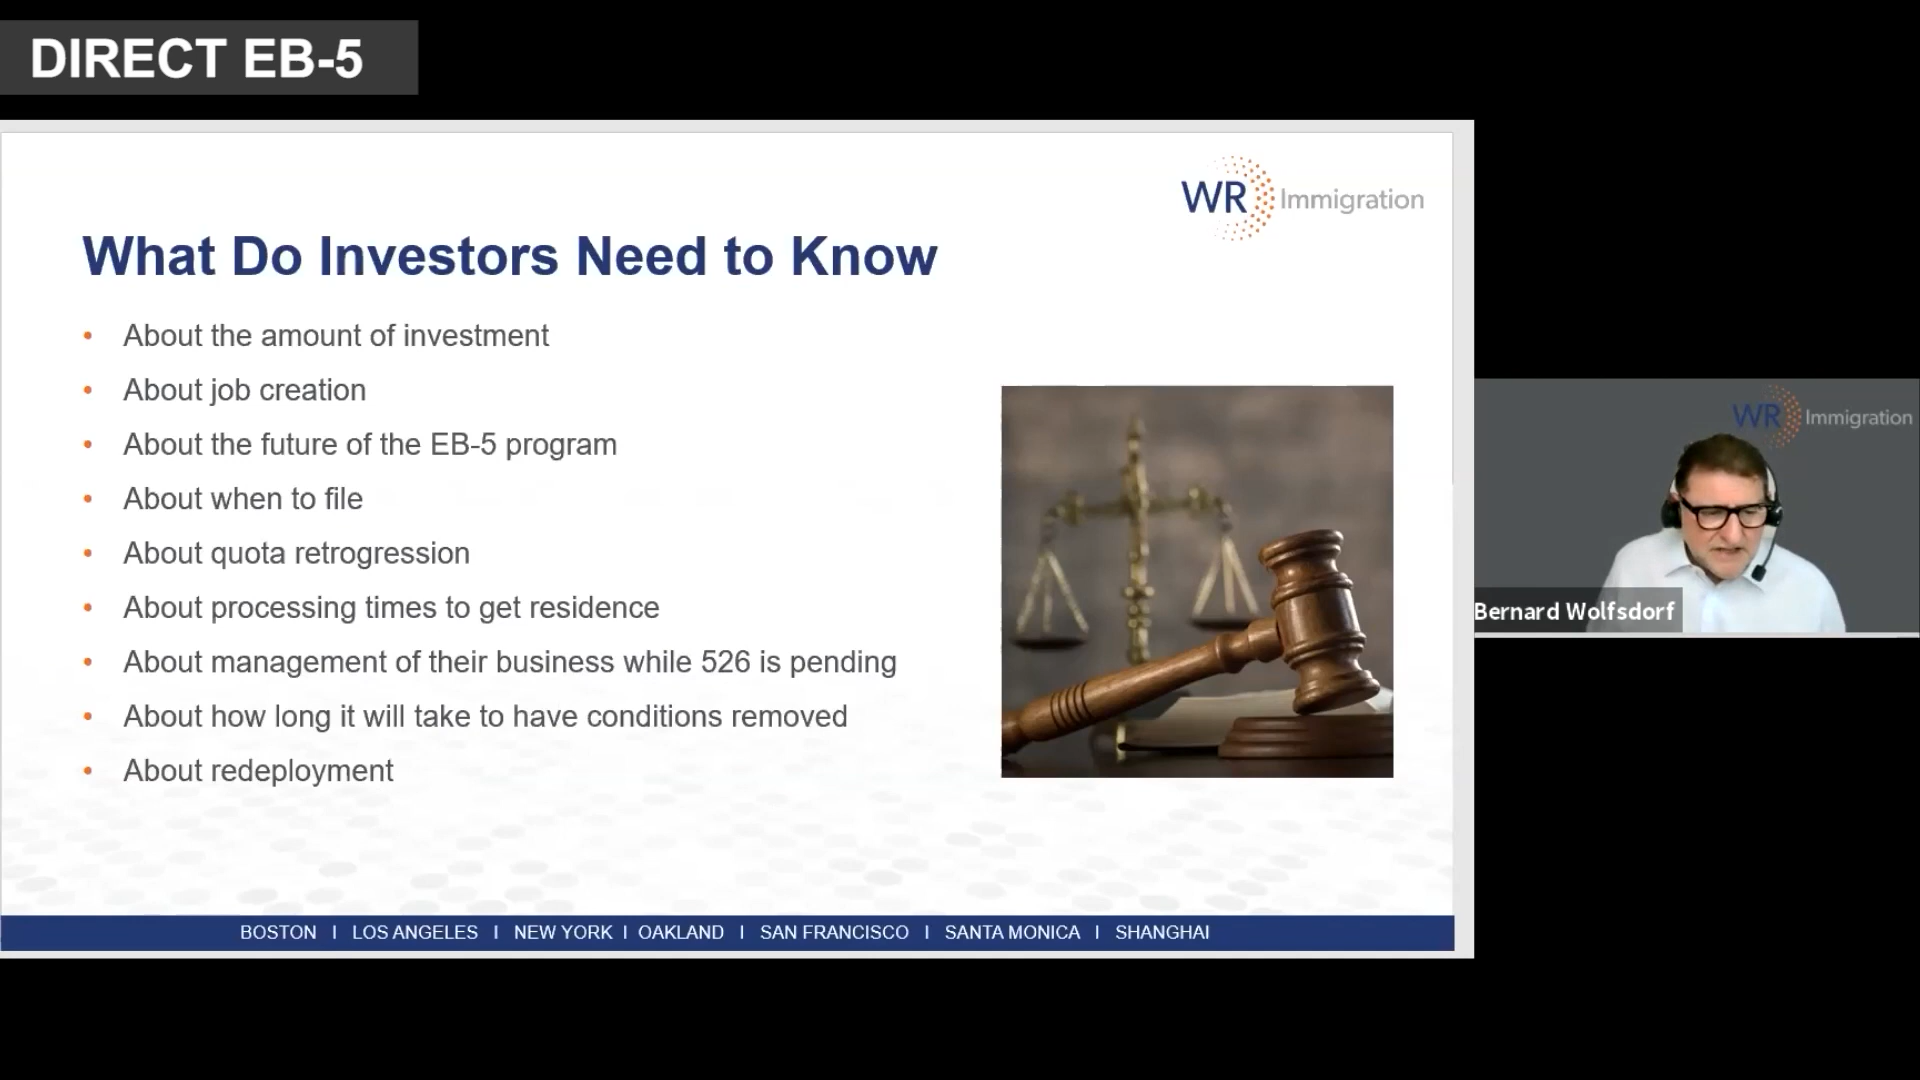 DIRECT EB-5
WR Immigration
What Do Investors Need to Know
• About the amount of investment
• About job creation
• About the future of the EB-5 program
• About when to file
• About quota retrogression
• About processing times to get residence
• About management of their business while 526 is pending
• About how long it will take to have conditions removed
• About redeployment
BOSTON I LOS ANGELES I NEW YORK I OAKLAND I SAN FRANCISCO I SANTA MONICA I SHANGHAI
WR Immigration
Bernard Wolfsdorf